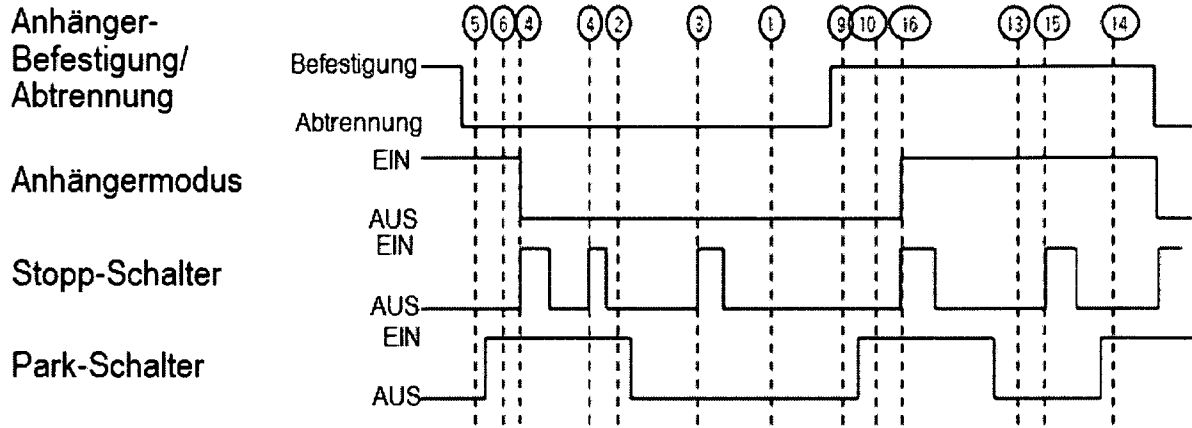 Anhänger-
Befestigung/
Abtrennung
5 6 4 4 2 3 1 9 10 16 13 15 14
Befestigung
Abtrennung
Anhängermodus
EIN
AUS
Stopp-Schalter
EIN
AUS
Park-Schalter
EIN
AUS